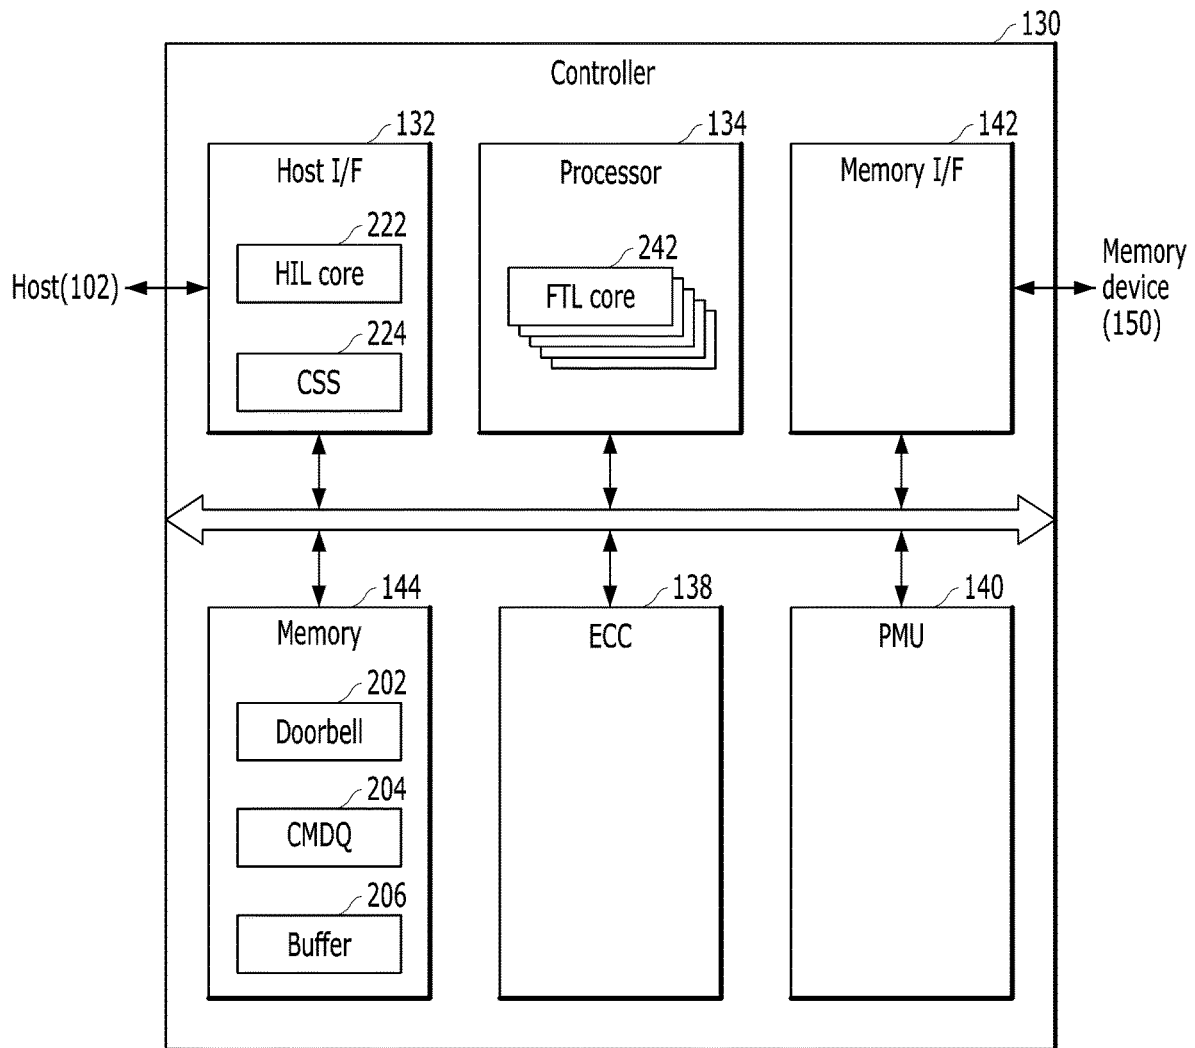 130
Controller
132
134
142
Host I/F
Processor
Memory I/F
222
HIL core
242
FTL core
Host(102)
Memory
device
(150)
224
CSS
144
138
140
Memory
ECC
PMU
202
Doorbell
204
CMDQ
206
Buffer